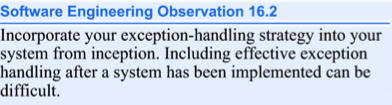 Software Engineering Observation 16.2
Incorporate your exception-handling strategy into your
system from inception. Including effective exception
handling after a system has been implemented can be
difficult.